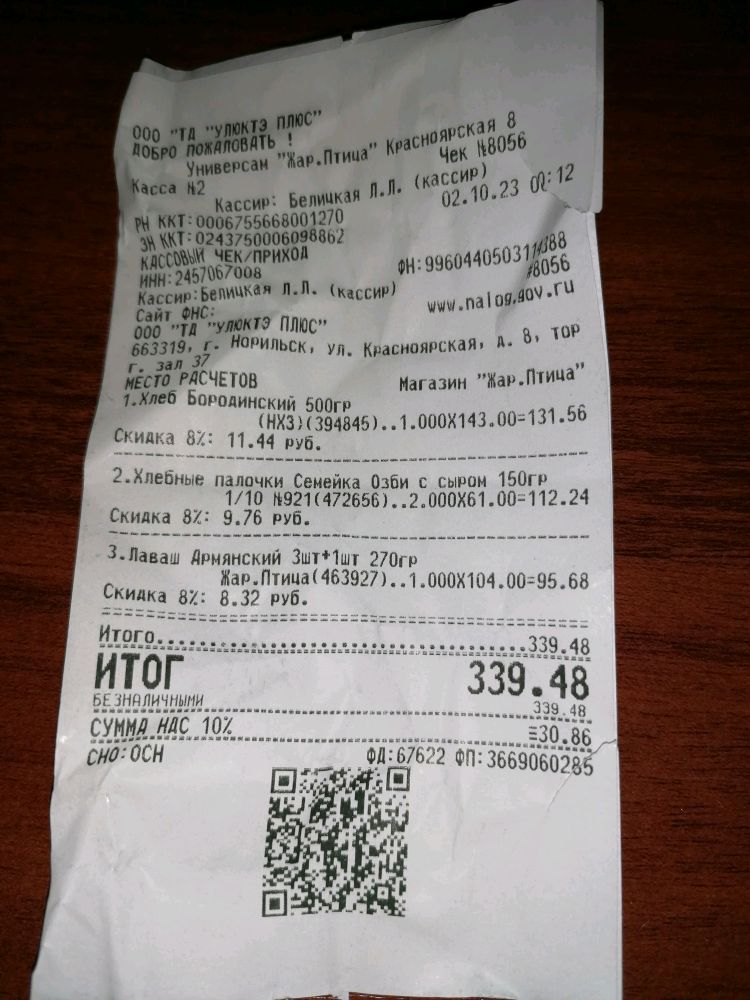 ООО "ТД "УЛЮКТЭ ПЛЮС"
ДОБРО ПОЖАЛОВАТЬ !
Универсам "Жар.Птица" Красноярская 8
Касса №2 Чек №8056
Кассир: Белицкая Л.Л. (кассир)
02.10.23
РН ККТ:0006755668001270
ЗН ККТ:0243750006098862
КАССОВЫЙ ЧЕК/ПРИХОД
ИНН:2457067008 ФН:9960440503114388
Кассир:Белицкая Л.Л. (кассир) #8056
Сайт ФНС: www.nalog.gov.ru
ООО "ТД "УЛЮКТЭ ПЛЮС"
663319, г. Норильск, ул. Красноярская, д. 8, тор
г. зал 37
МЕСТО РАСЧЕТОВ Магазин "Жар.Птица"
1.Хлеб Бородинский 500гр
(НХЗ)(394845)..1.000X143.00=131.56
Скидка 8%: 11.44 руб.
2.Хлебные палочки Семейка Озби с сыром 150гр
1/10 №921(472656)..2.000X61.00=112.24
Скидка 8%: 9.76 руб.
3.Лаваш Армянский 3шт+1шт 270гр
Жар.Птица(463927)..1.000X104.00=95.68
Скидка 8%: 8.32 руб.
Итого....................................339.48
ИТОГ 339.48
БЕЗНАЛИЧНЫМИ 339.48
СУММА НДС 10% =30.86
СНО:ОСН ФД:67622 ФП:3669060285